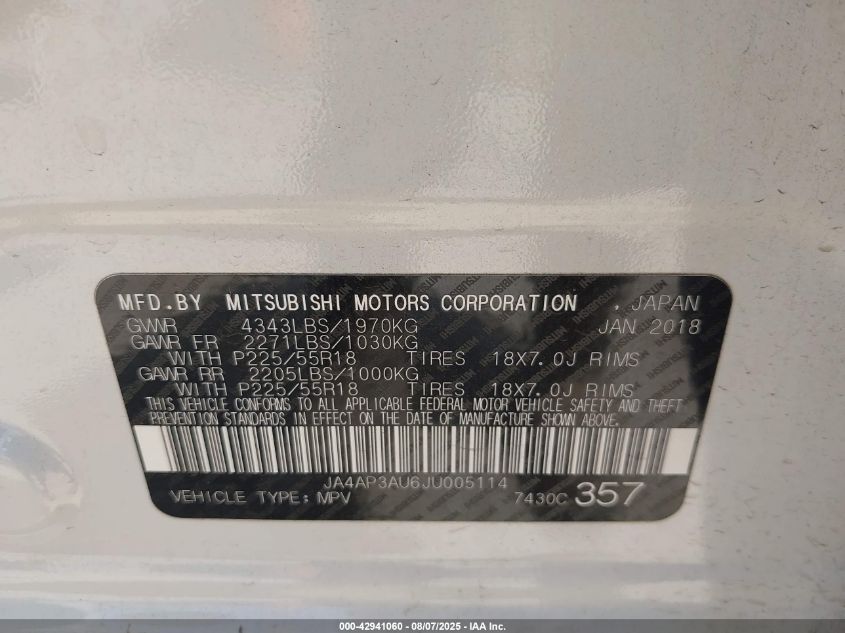 MFD.BY MITSUBISHI MOTORS CORPORATION , JAPAN
GWVR 4343LBS/1970KG JAN 2018
GAWR FR 2271LBS/1030KG
WITH P225/55R18 TIRES 18X7.0J RIMS
GAWR RR 2205LBS/1000KG
WITH P225/55R18 TIRES 18X7.0J RIMS
THIS VEHICLE CONFORMS TO ALL APPLICABLE FEDERAL MOTOR VEHICLE SAFETY AND THEFT
PREVENTION STANDARDS IN EFFECT ON THE DATE OF MANUFACTURE SHOWN ABOVE.
JA4AP3AU6JU005114
VEHICLE TYPE: MPV 7430C 357
000-42941060 - 08/07/2025 - IAA Inc.